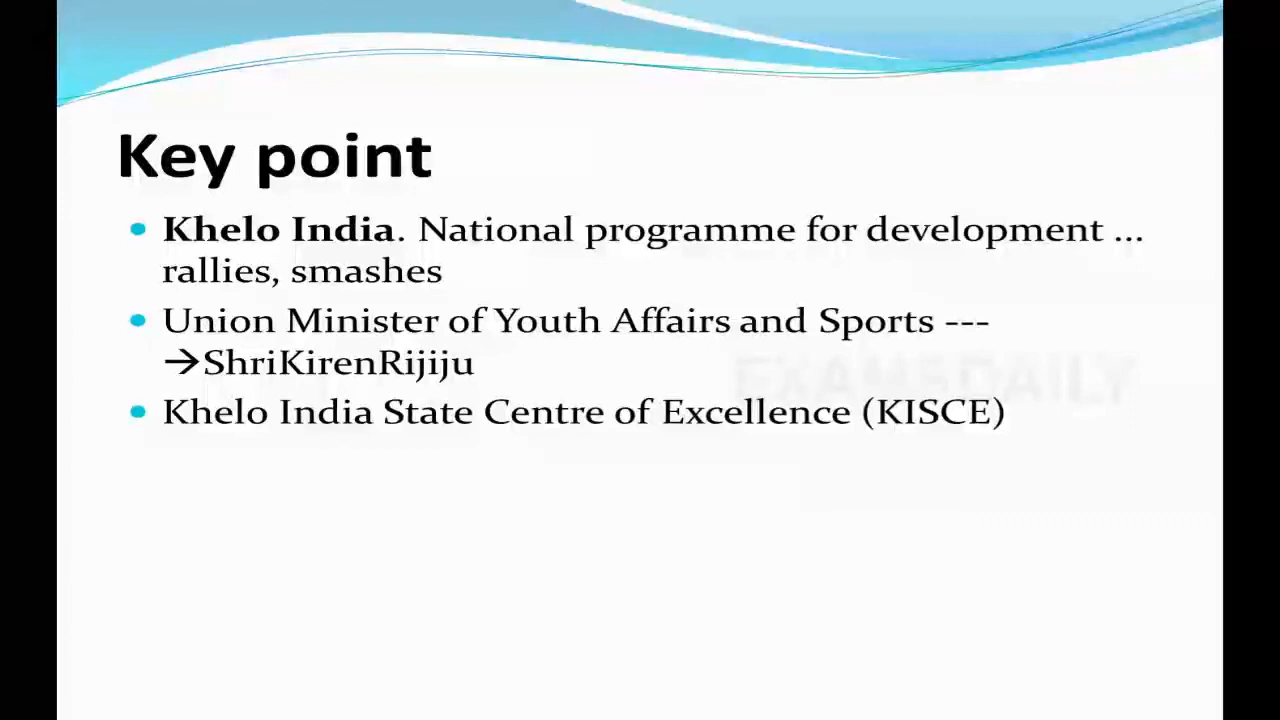 Key point
Khelo India. National programme for development ...
rallies, smashes
Union Minister of Youth Affairs and Sports ---
→ShriKirenRijiju
Khelo India State Centre of Excellence (KISCE)
EXAMSDAILY